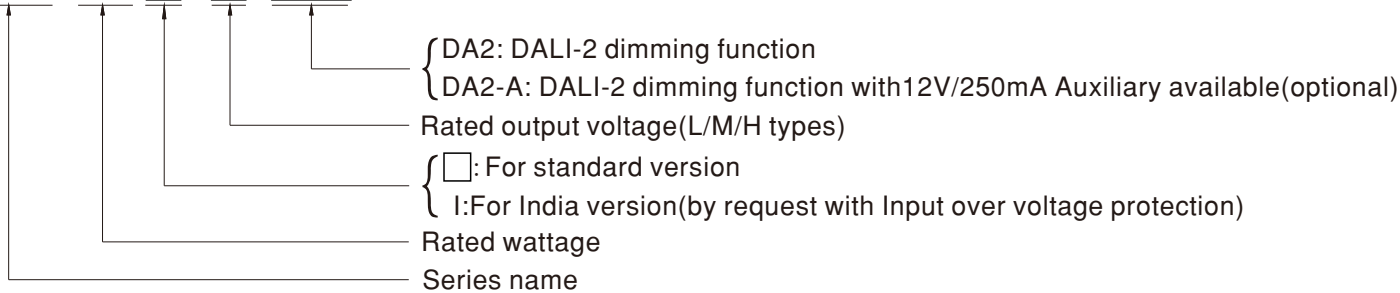 DA2: DALI-2 dimming function
DA2-A: DALI-2 dimming function with12V/250mA Auxiliary available(optional)
Rated output voltage(L/M/H types)
□: For standard version
I:For India version(by request with Input over voltage protection)
Rated wattage
Series name